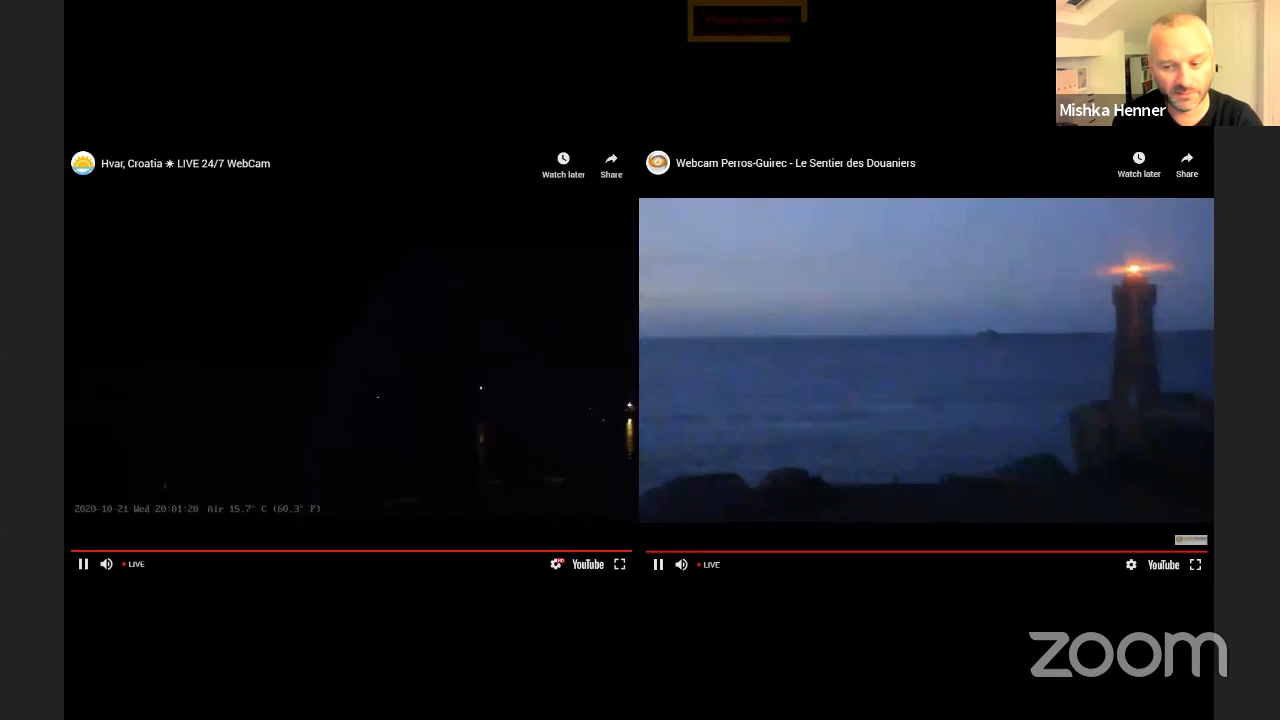 Mishka Henner
Hvar, Croatia ☀ LIVE 24/7 WebCam
Watch later
Share
Webcam Perros-Guirec - Le Sentier des Douaniers
Watch later
Share
2020-10-21 Wed 20:01:20 Air 15.7° C (60.3° F)
LIVE
YouTube
LIVE
YouTube
zoom